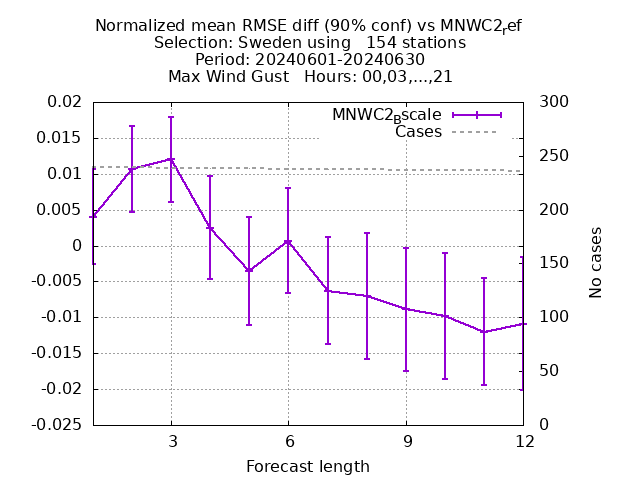 Normalized mean RMSE diff (90% conf) vs MNWC2ref
Selection: Sweden using   154 stations
Period: 20240601-20240630
Max Wind Gust   Hours: 00,03,...,21
MNWC2Bscale
Cases
0.02
0.015
0.01
0.005
0
-0.005
-0.01
-0.015
-0.02
-0.025
300
250
200
150
100
50
0
No cases
3
6
9
12
Forecast length